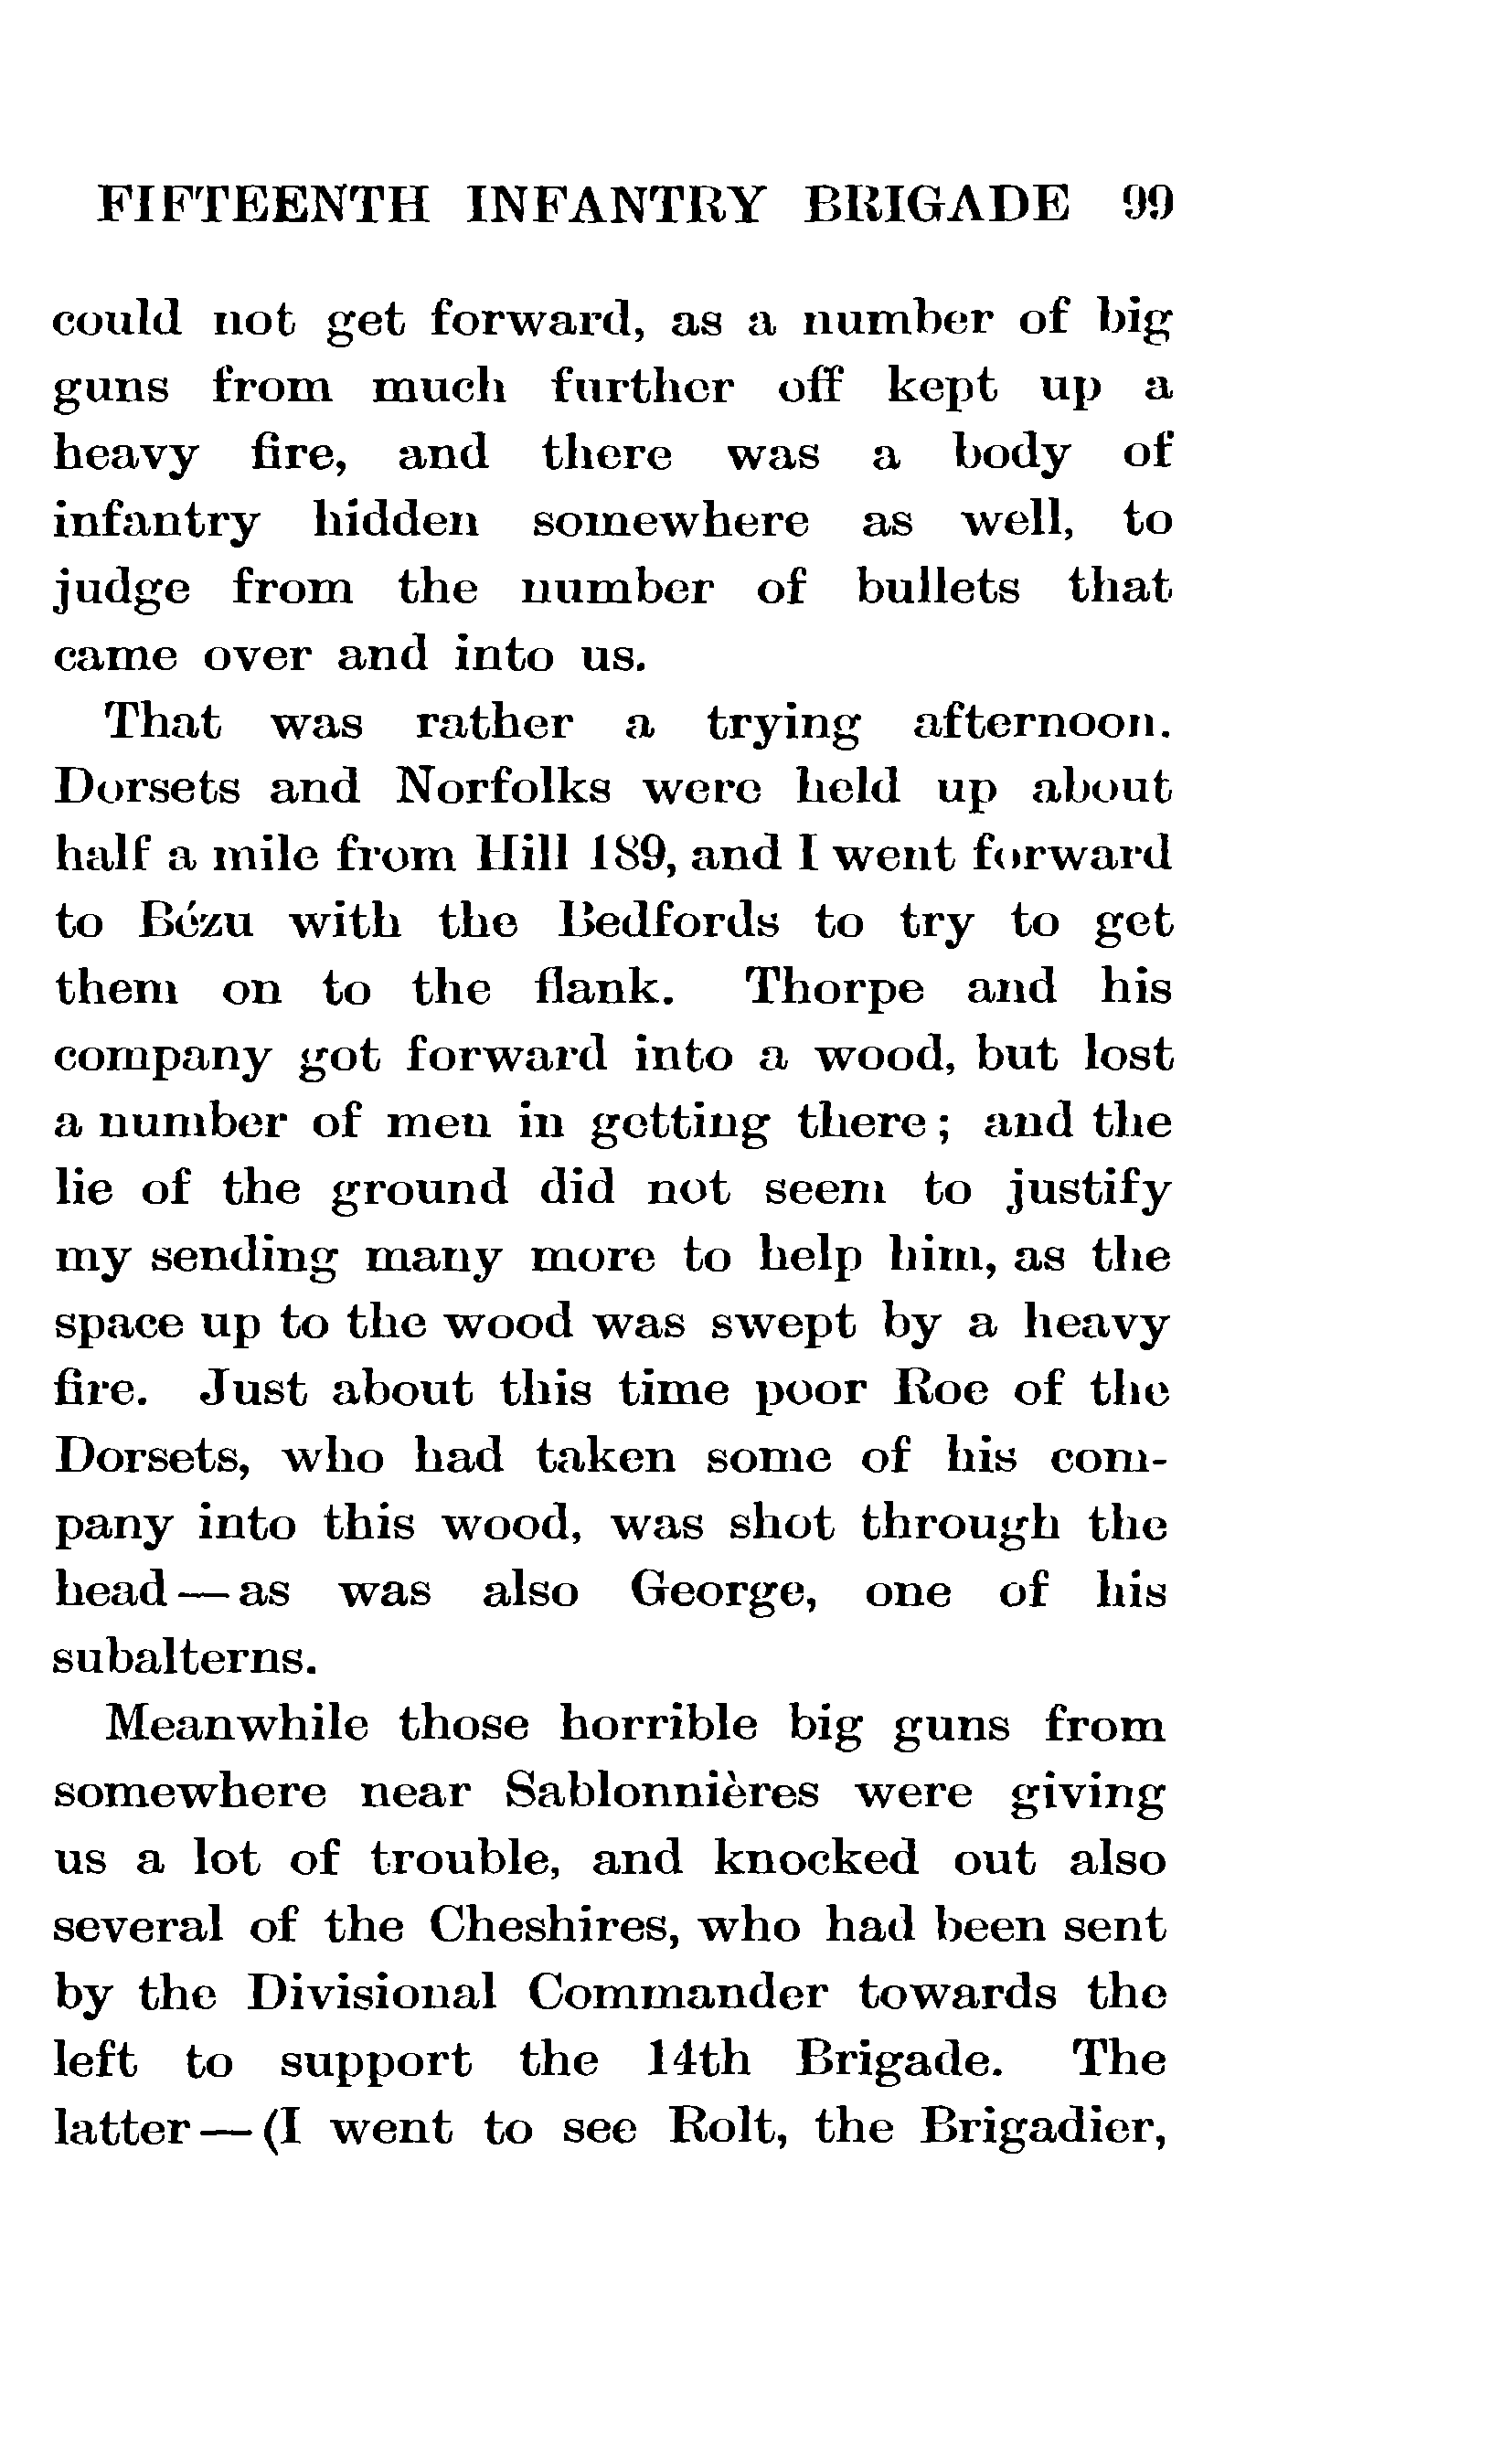 FIFTEENTH INFANTRY BRIGADE 99
could not get forward, as a number of big
guns from much further off kept up a
heavy fire, and there was a body of
infantry hidden somewhere as well, to
judge from the number of bullets that
came over and into us.
That was rather a trying afternoon.
Dorsets and Norfolks were held up about
half a mile from Hill 189, and I went forward
to Bézu with the Bedfords to try to get
them on to the flank. Thorpe and his
company got forward into a wood, but lost
a number of men in getting there; and the
lie of the ground did not seem to justify
my sending many more to help him, as the
space up to the wood was swept by a heavy
fire. Just about this time poor Roe of the
Dorsets, who had taken some of his com-
pany into this wood, was shot through the
head—as was also George, one of his
subalterns.
Meanwhile those horrible big guns from
somewhere near Sablonnières were giving
us a lot of trouble, and knocked out also
several of the Cheshires, who had been sent
by the Divisional Commander towards the
left to support the 14th Brigade. The
latter—(I went to see Rolt, the Brigadier,